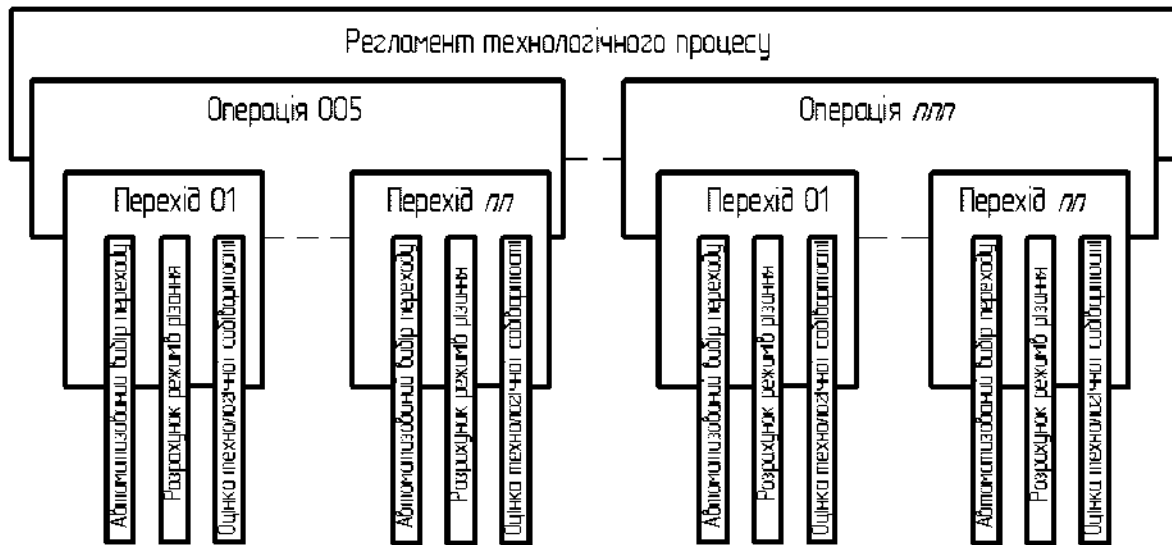 Регламент технологічного процесу
Операція 005
Операція ппп
Перехід 01
Перехід пп
Перехід 01
Перехід пп
Автоматизований вибір переходу
Розрахунок режимів різання
Оцінка технологічної собівартості
Автоматизований вибір переходу
Розрахунок режимів різання
Оцінка технологічної собівартості
Автоматизований вибір переходу
Розрахунок режимів різання
Оцінка технологічної собівартості
Автоматизований вибір переходу
Розрахунок режимів різання
Оцінка технологічної собівартості